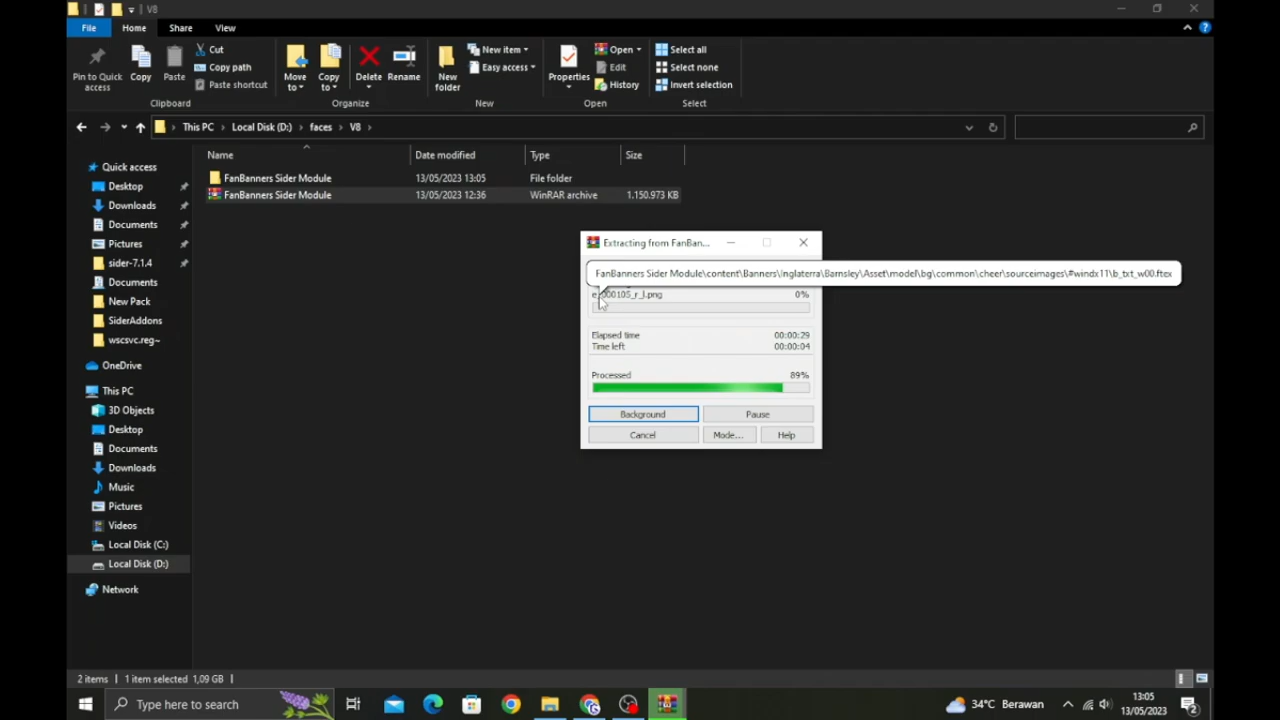 V8
File
Home
Share
View
Pin to Quick
access
Copy
Paste
Cut
Copy path
Paste shortcut
Clipboard
Move
to
Copy
to
Delete
Rename
Organize
New
folder
New item
Easy access
New
Properties
Open
Edit
History
Open
Select all
Select none
Invert selection
Select
This PC
Local Disk (D:)
faces
V8
Name
Date modified
Type
Size
FanBanners Sider Module
13/05/2023 13:05
File folder
FanBanners Sider Module
13/05/2023 12:36
WinRAR archive
1.150.973 KB
Quick access
Desktop
Downloads
Documents
Pictures
sider-7.1.4
Documents
New Pack
SiderAddons
wscsvc.reg~
OneDrive
This PC
3D Objects
Desktop
Documents
Downloads
Music
Pictures
Videos
Local Disk (C:)
Local Disk (D:)
Network
Extracting from FanBan...
FanBanners Sider Module\content\Banners\Inglaterra\Barnsley\Asset\model\bg\common\cheer\sourceimages\#windx11\b_txt_w00.ftex
e_000105_r_l.png
0%
Elapsed time
00:00:29
Time left
00:00:04
Processed
89%
Background
Pause
Cancel
Mode...
Help
2 items
1 item selected 1,09 GB
Type here to search
34°C Berawan
13:05
13/05/2023
2